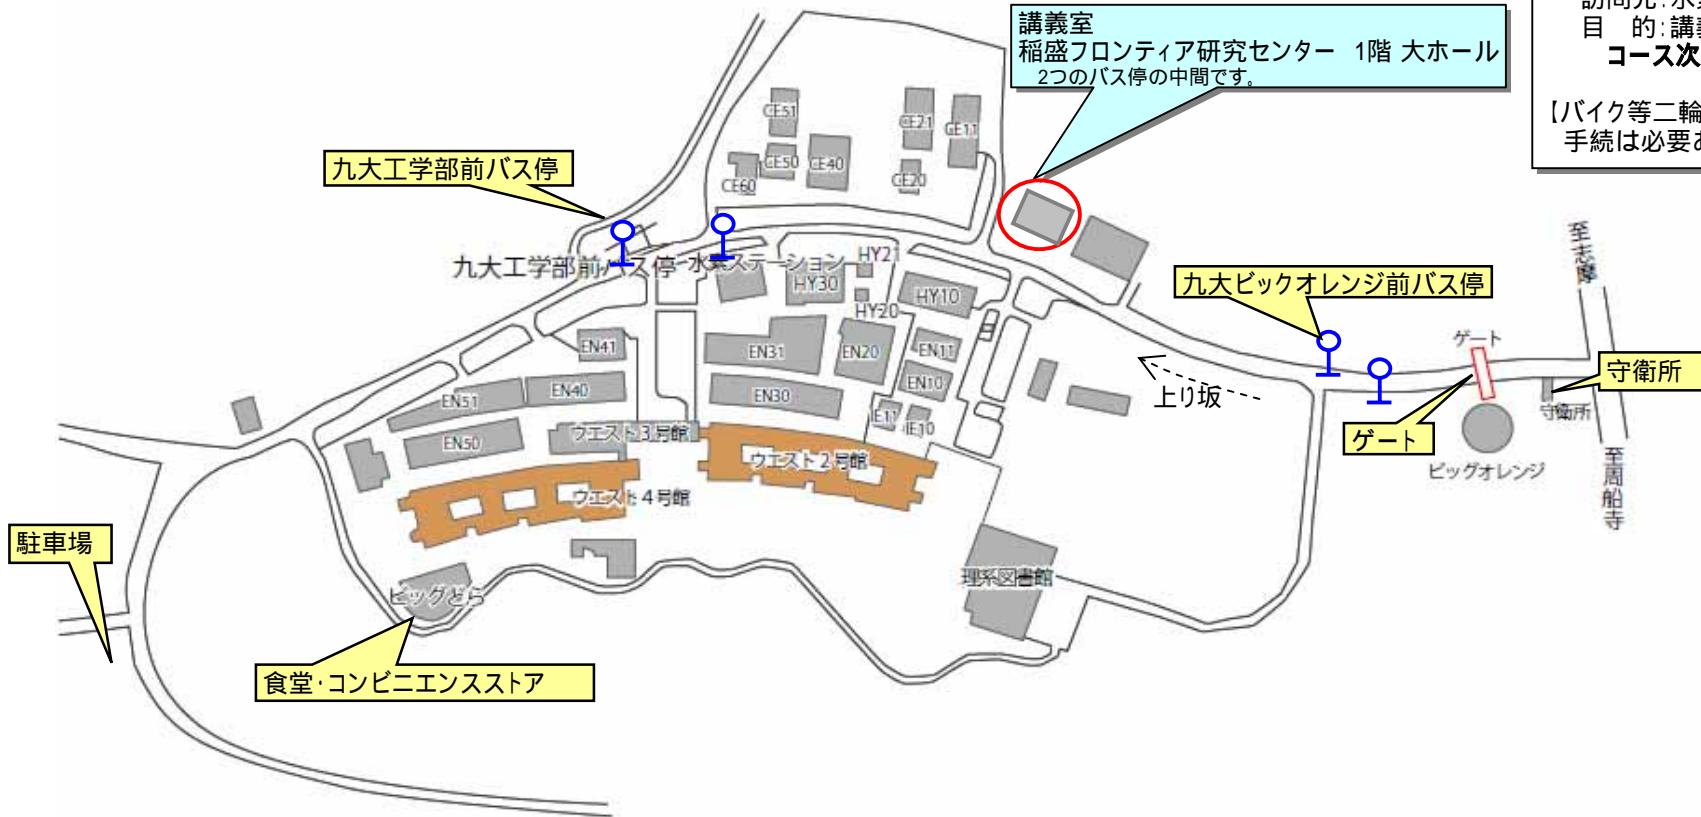 講義室
稲盛フロンティア研究センター 1階 大ホール
2つのバス停の中間です。
目 的:講義
コース次
【バイク等二輪
手続は必要お
九大工学部前バス停
九大工学部前バス停
水素ステーション
CE51
CE50
CE60
CE40
CE21
CE11
CE20
HY21
HY30
HY20
HY10
九大ビックオレンジ前バス停
至志摩
ゲート
守衛所
守衛所
ゲート
ビッグオレンジ
至周船寺
上り坂
EN41
EN31
EN20
EN11
EN10
EN51
EN40
EN30
IE11
IE10
EN50
ウエスト3号館
ウエスト2号館
ウエスト4号館
駐車場
ビッグどら
理系図書館
食堂・コンビニエンスストア